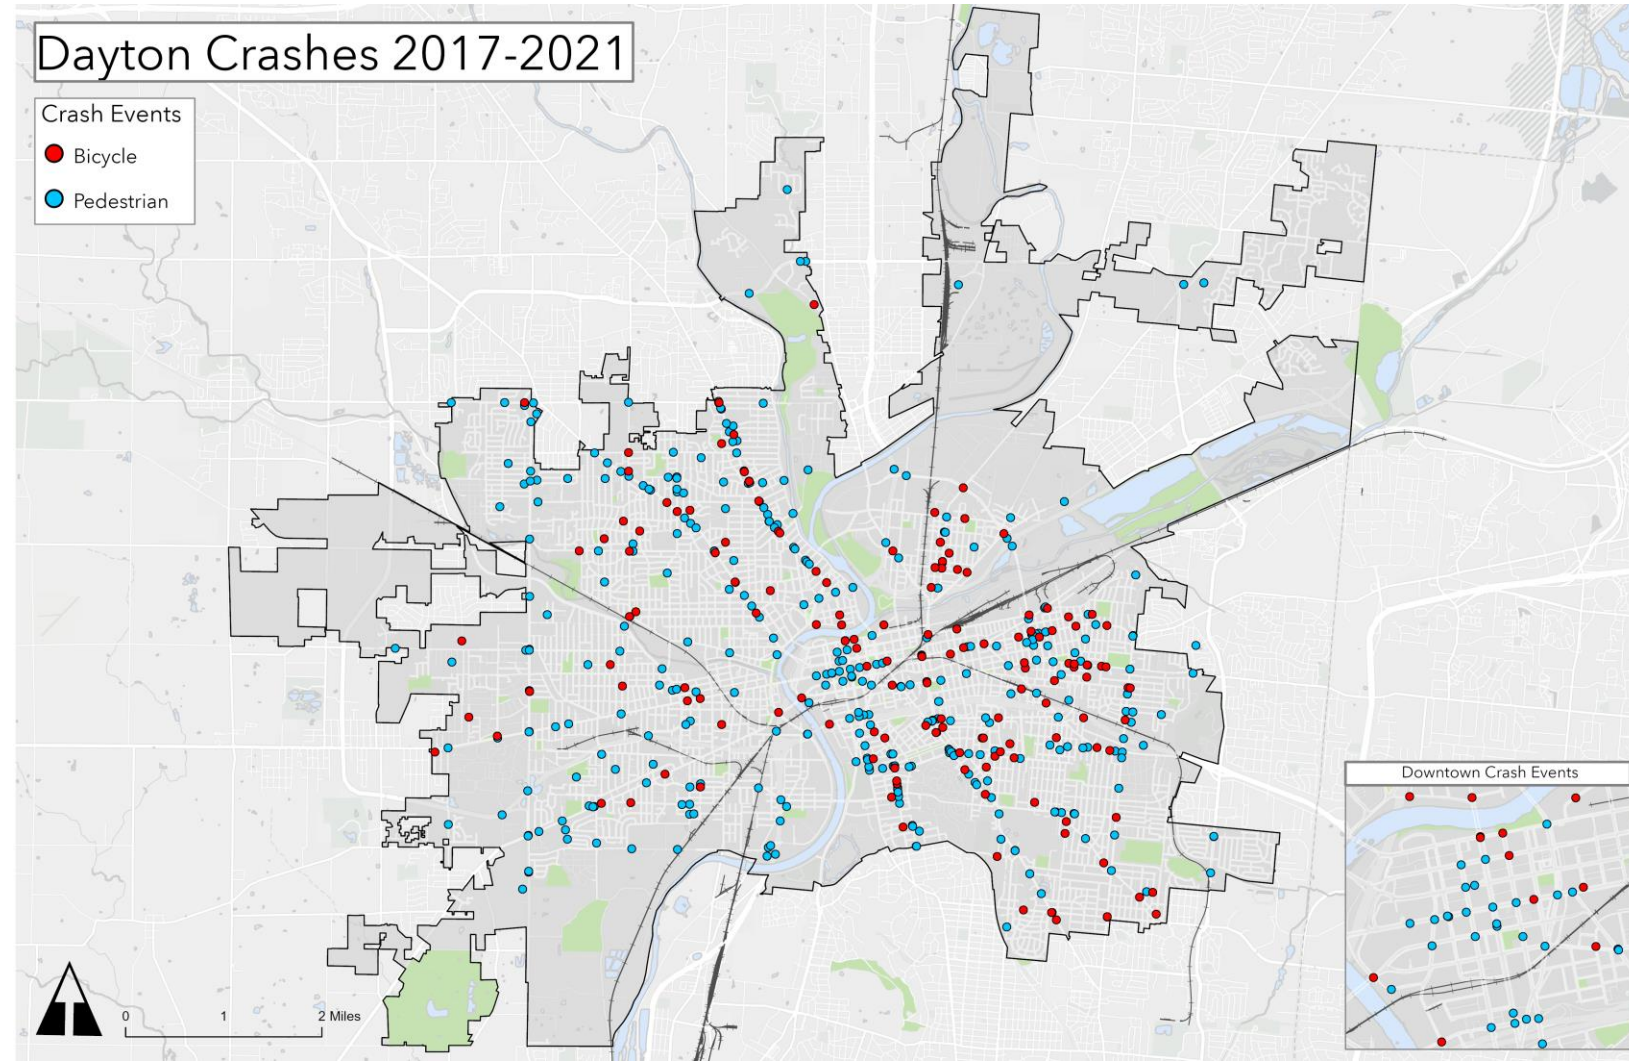 Dayton Crashes 2017-2021
Crash Events
Bicycle
Pedestrian
0 1 2 Miles
Downtown Crash Events